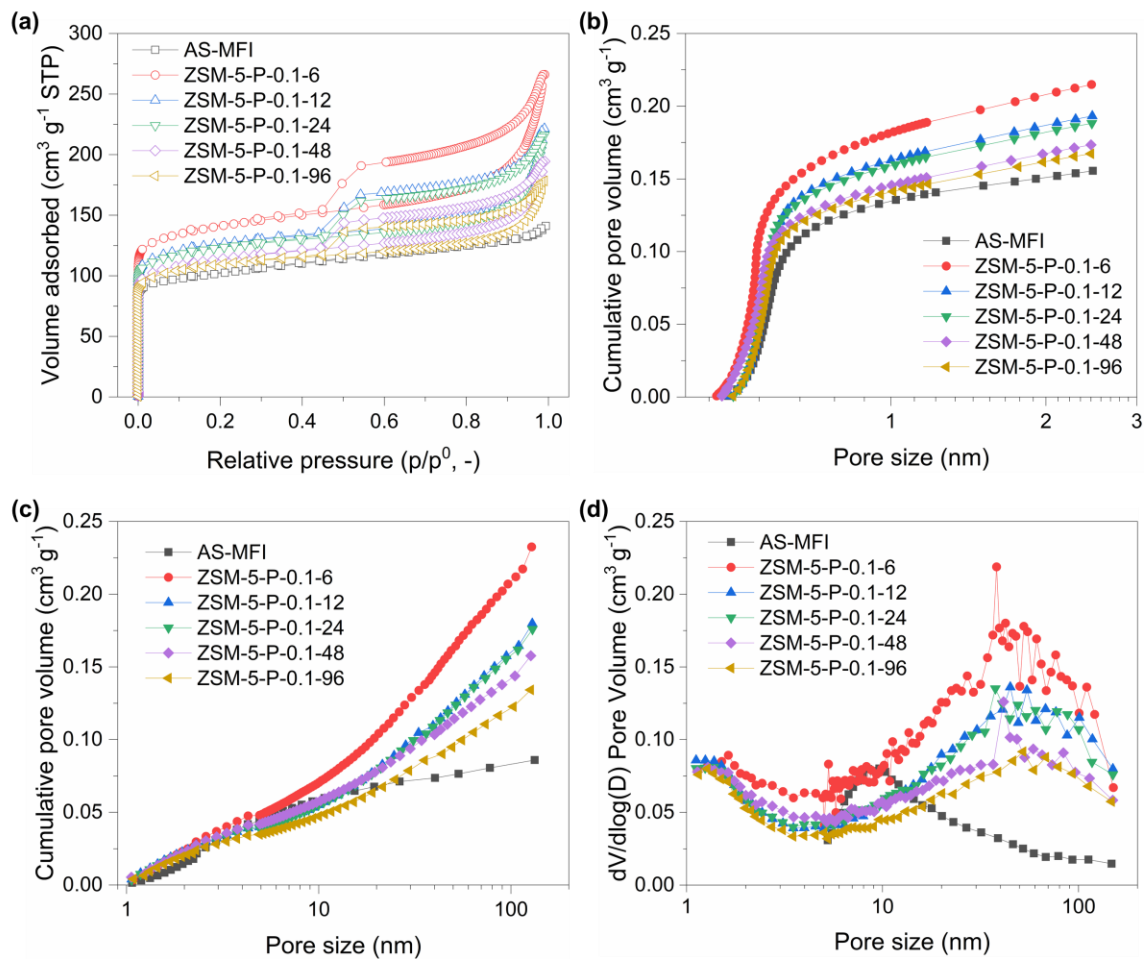 (a)
300
250
200
150
100
50
0
Volume adsorbed (cm³ g⁻¹ STP)
AS-MFI
ZSM-5-P-0.1-6
ZSM-5-P-0.1-12
ZSM-5-P-0.1-24
ZSM-5-P-0.1-48
ZSM-5-P-0.1-96
0.0 0.2 0.4 0.6 0.8 1.0
Relative pressure (p/p⁰, -)
(b)
0.25
0.20
0.15
0.10
0.05
0.00
Cumulative pore volume (cm³ g⁻¹)
AS-MFI
ZSM-5-P-0.1-6
ZSM-5-P-0.1-12
ZSM-5-P-0.1-24
ZSM-5-P-0.1-48
ZSM-5-P-0.1-96
1 2 3
Pore size (nm)
(c)
0.25
0.20
0.15
0.10
0.05
0.00
Cumulative pore volume (cm³ g⁻¹)
AS-MFI
ZSM-5-P-0.1-6
ZSM-5-P-0.1-12
ZSM-5-P-0.1-24
ZSM-5-P-0.1-48
ZSM-5-P-0.1-96
1 10 100
Pore size (nm)
(d)
0.25
0.20
0.15
0.10
0.05
0.00
dV/dlog(D) Pore Volume (cm³ g⁻¹)
AS-MFI
ZSM-5-P-0.1-6
ZSM-5-P-0.1-12
ZSM-5-P-0.1-24
ZSM-5-P-0.1-48
ZSM-5-P-0.1-96
1 10 100
Pore size (nm)